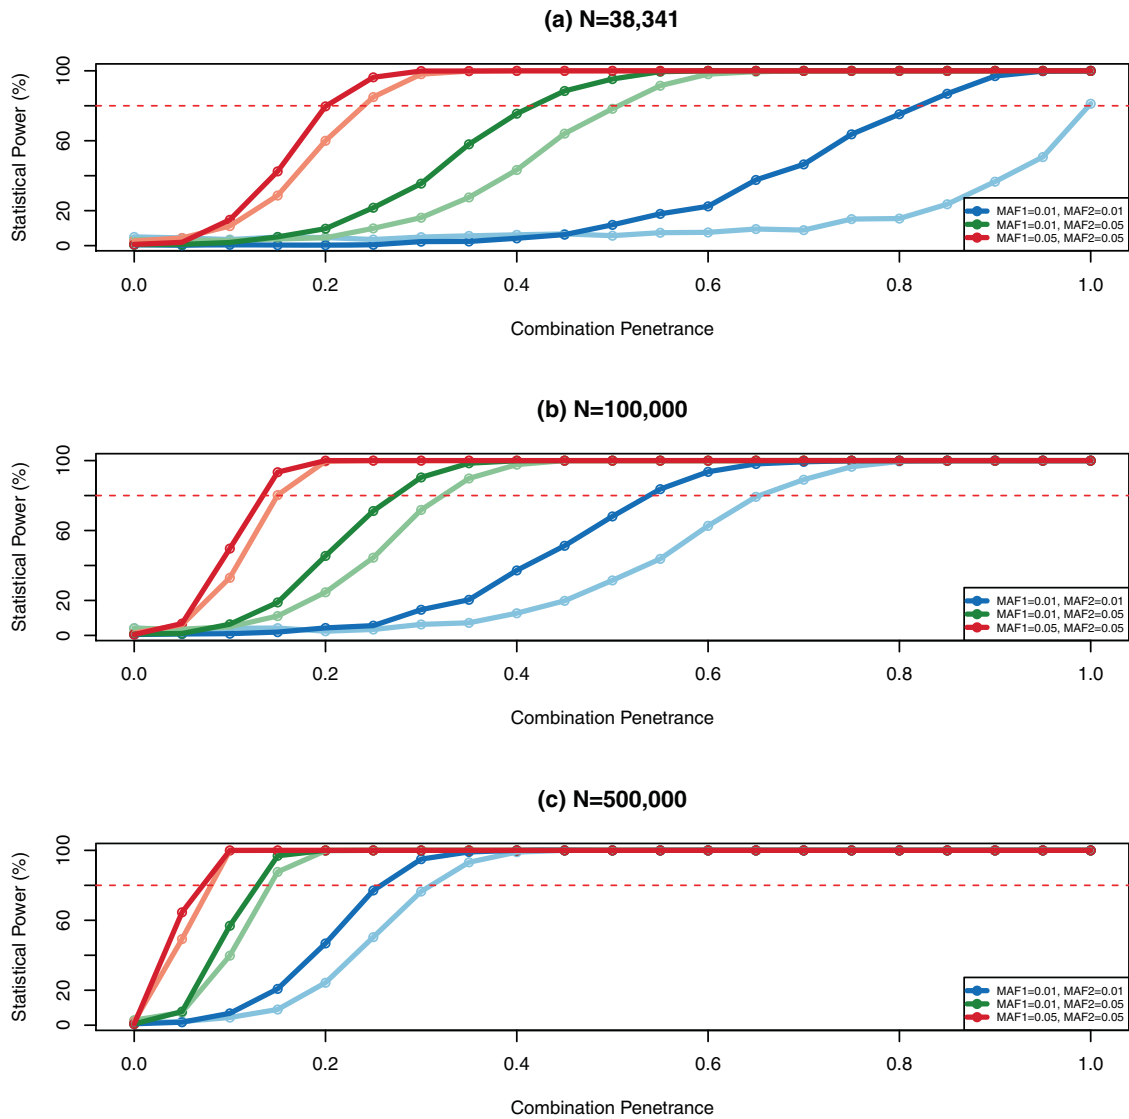 (a) N=38,341
Statistical Power (%)
100
60
20
0
MAF1=0.01, MAF2=0.01
MAF1=0.01, MAF2=0.05
MAF1=0.05, MAF2=0.05
0.0 0.2 0.4 0.6 0.8 1.0
Combination Penetrance
(b) N=100,000
Statistical Power (%)
100
60
20
0
MAF1=0.01, MAF2=0.01
MAF1=0.01, MAF2=0.05
MAF1=0.05, MAF2=0.05
0.0 0.2 0.4 0.6 0.8 1.0
Combination Penetrance
(c) N=500,000
Statistical Power (%)
100
60
20
0
MAF1=0.01, MAF2=0.01
MAF1=0.01, MAF2=0.05
MAF1=0.05, MAF2=0.05
0.0 0.2 0.4 0.6 0.8 1.0
Combination Penetrance